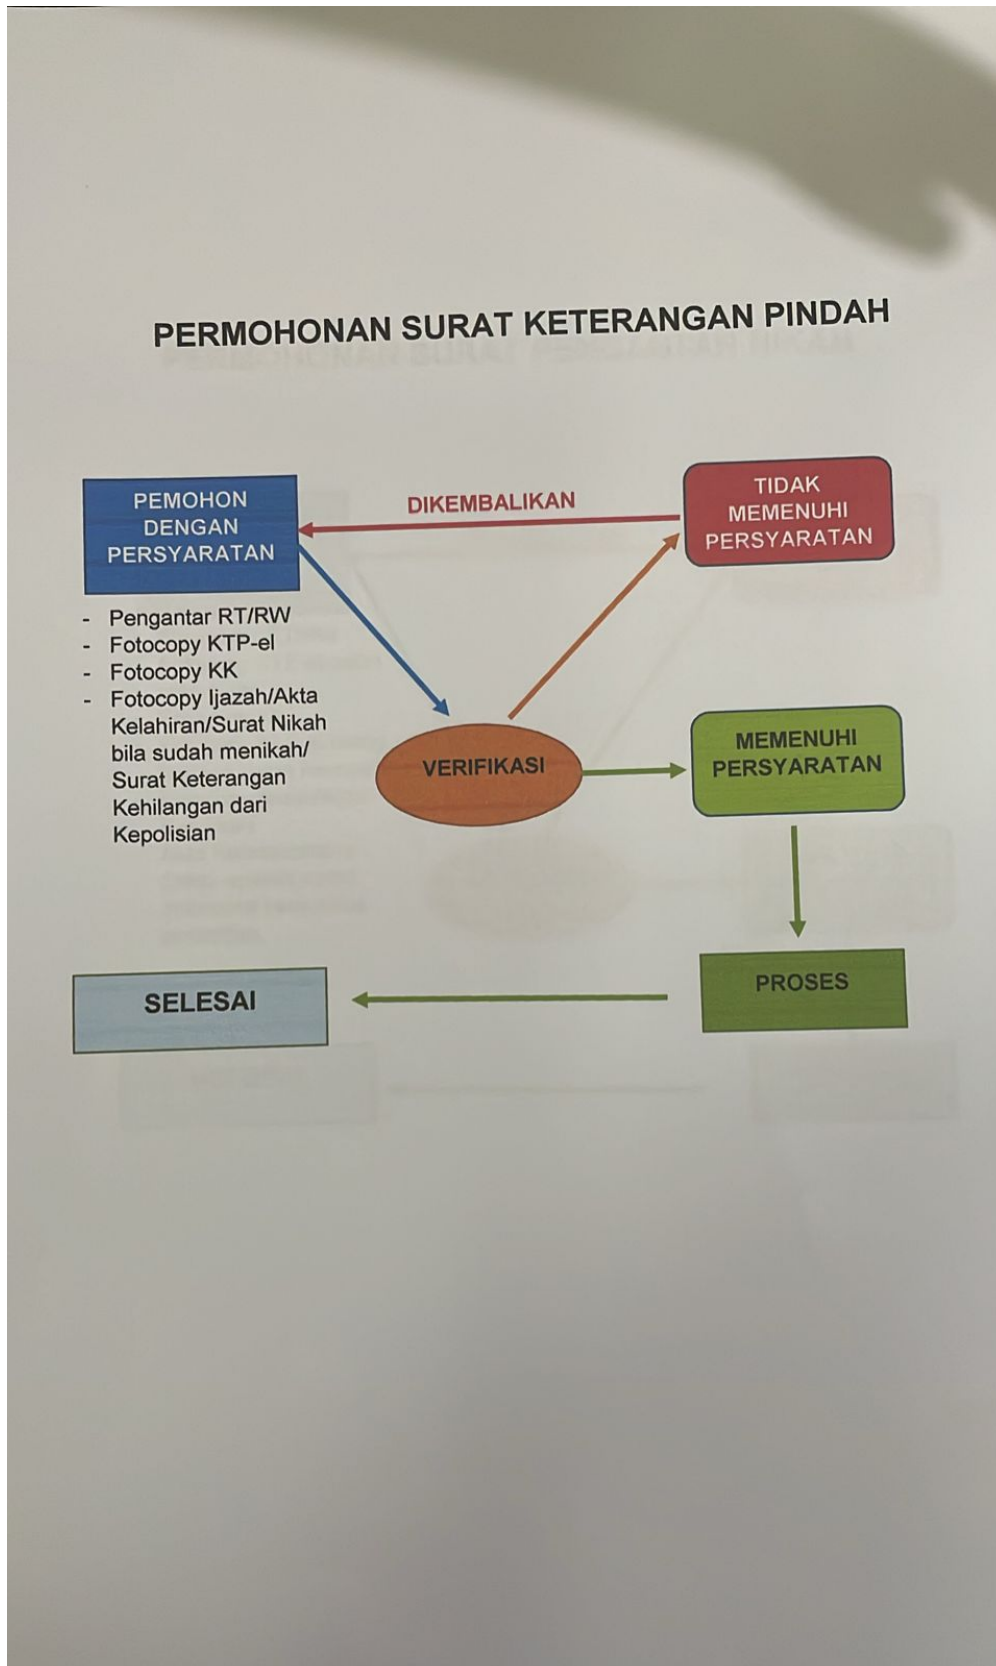 PERMOHONAN SURAT KETERANGAN PINDAH
PEMOHON
DENGAN
PERSYARATAN
DIKEMBALIKAN
TIDAK
MEMENUHI
PERSYARATAN
- Pengantar RT/RW
- Fotocopy KTP-el
- Fotocopy KK
- Fotocopy Ijazah/Akta
Kelahiran/Surat Nikah
bila sudah menikah/
Surat Keterangan
Kehilangan dari
Kepolisian
VERIFIKASI
MEMENUHI
PERSYARATAN
PROSES
SELESAI